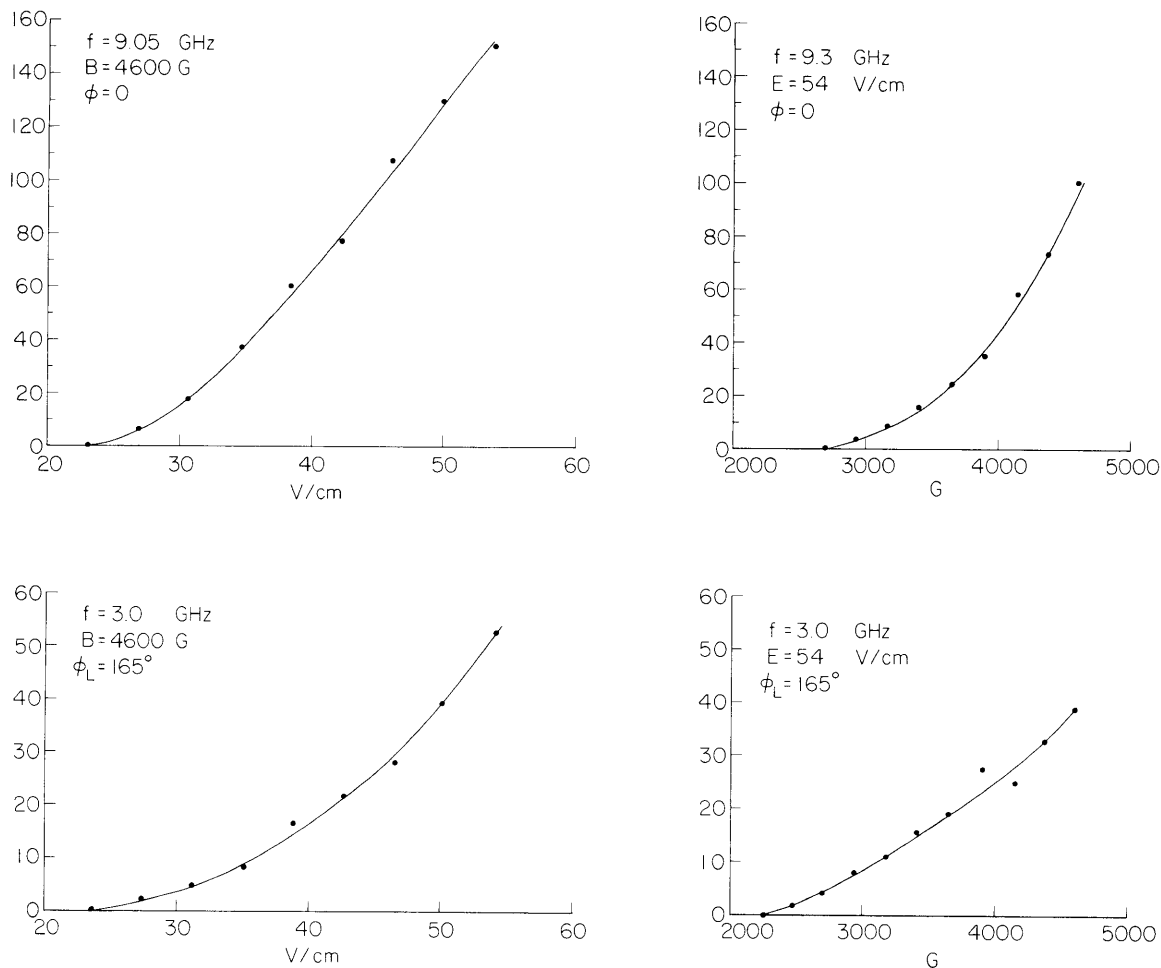 160
140
120
100
80
60
40
20
0
f = 9.05 GHz
B = 4600 G
ϕ = 0
20 30 40 50 60
V/cm
160
140
120
100
80
60
40
20
0
f = 9.3 GHz
E = 54 V/cm
ϕ = 0
2000 3000 4000 5000
G
60
50
40
30
20
10
0
f = 3.0 GHz
B = 4600 G
ϕL = 165°
20 30 40 50 60
V/cm
60
50
40
30
20
10
0
f = 3.0 GHz
E = 54 V/cm
ϕL = 165°
2000 3000 4000 5000
G